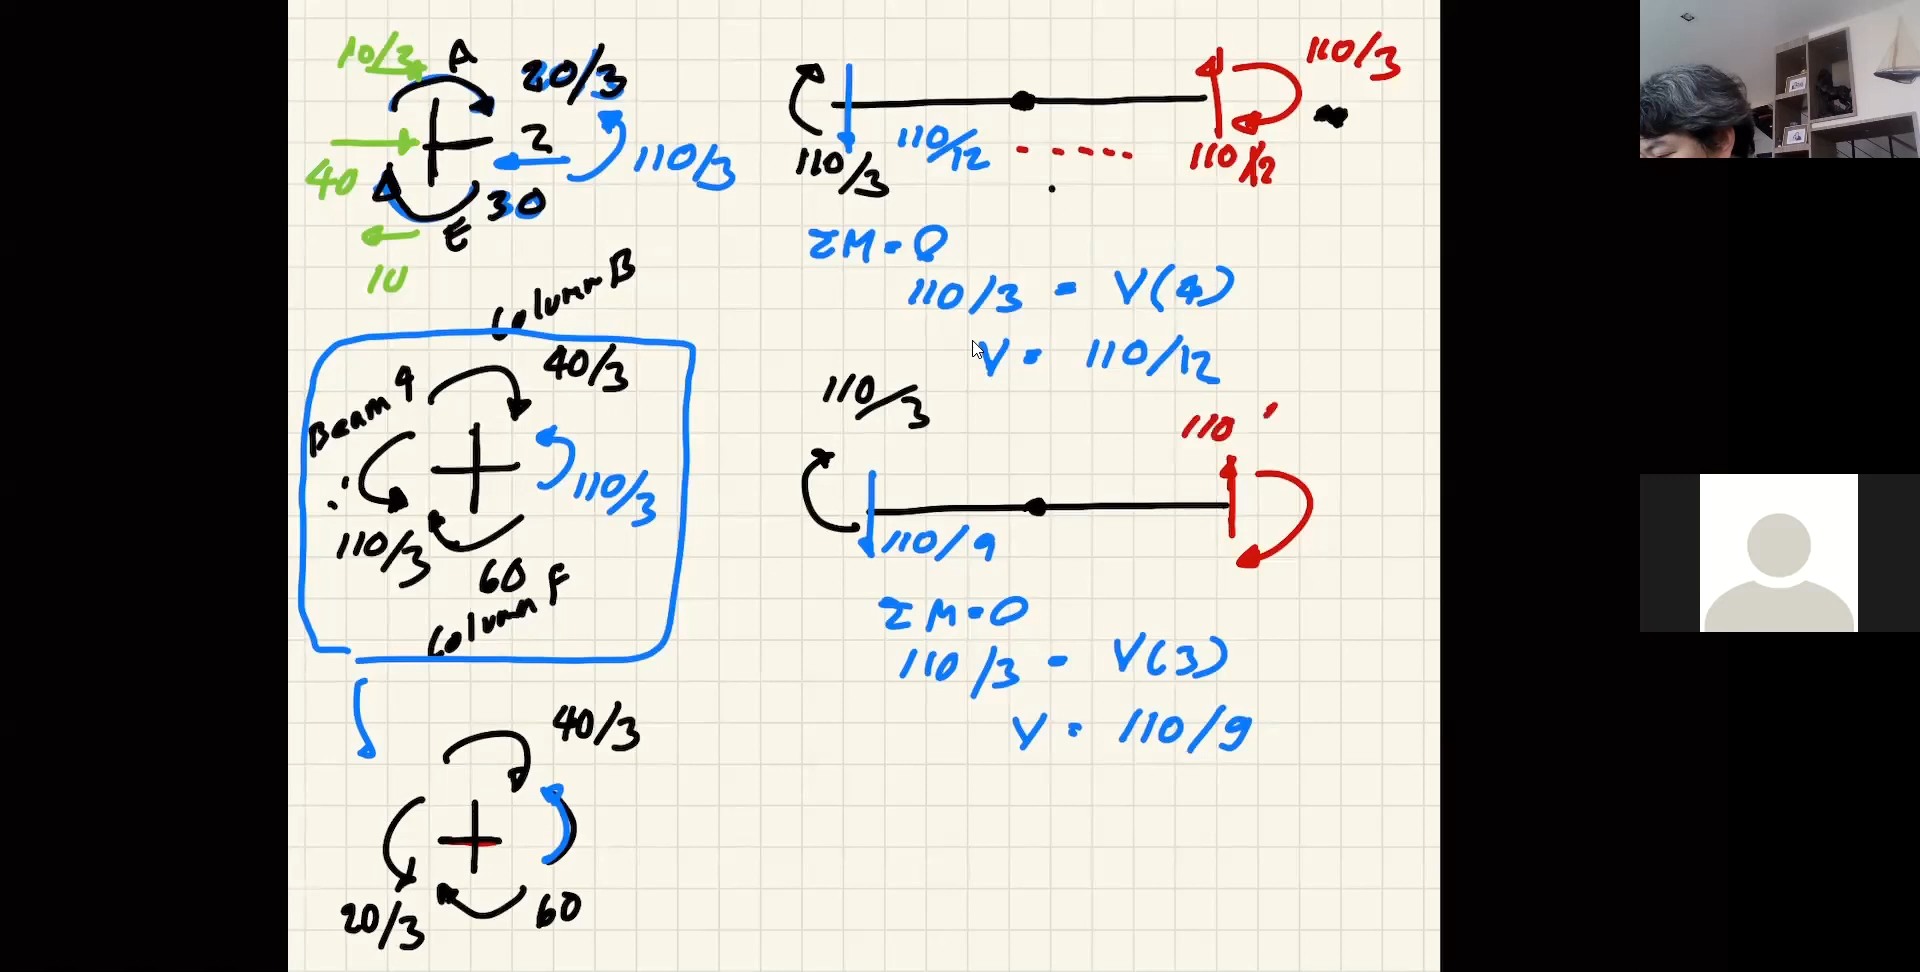 10/3
A
20/3
2
110/3
40
30
E
10
Column B
40/3
Beam 9
110/3
110/3
60
Column F
40/3
20/3
60
110/3
110/12
110/3
110/12
ΣM=0
110/3 = V(4)
V = 110/12
110/3
110
110/9
ΣM=0
110/3 = V(3)
V = 110/9